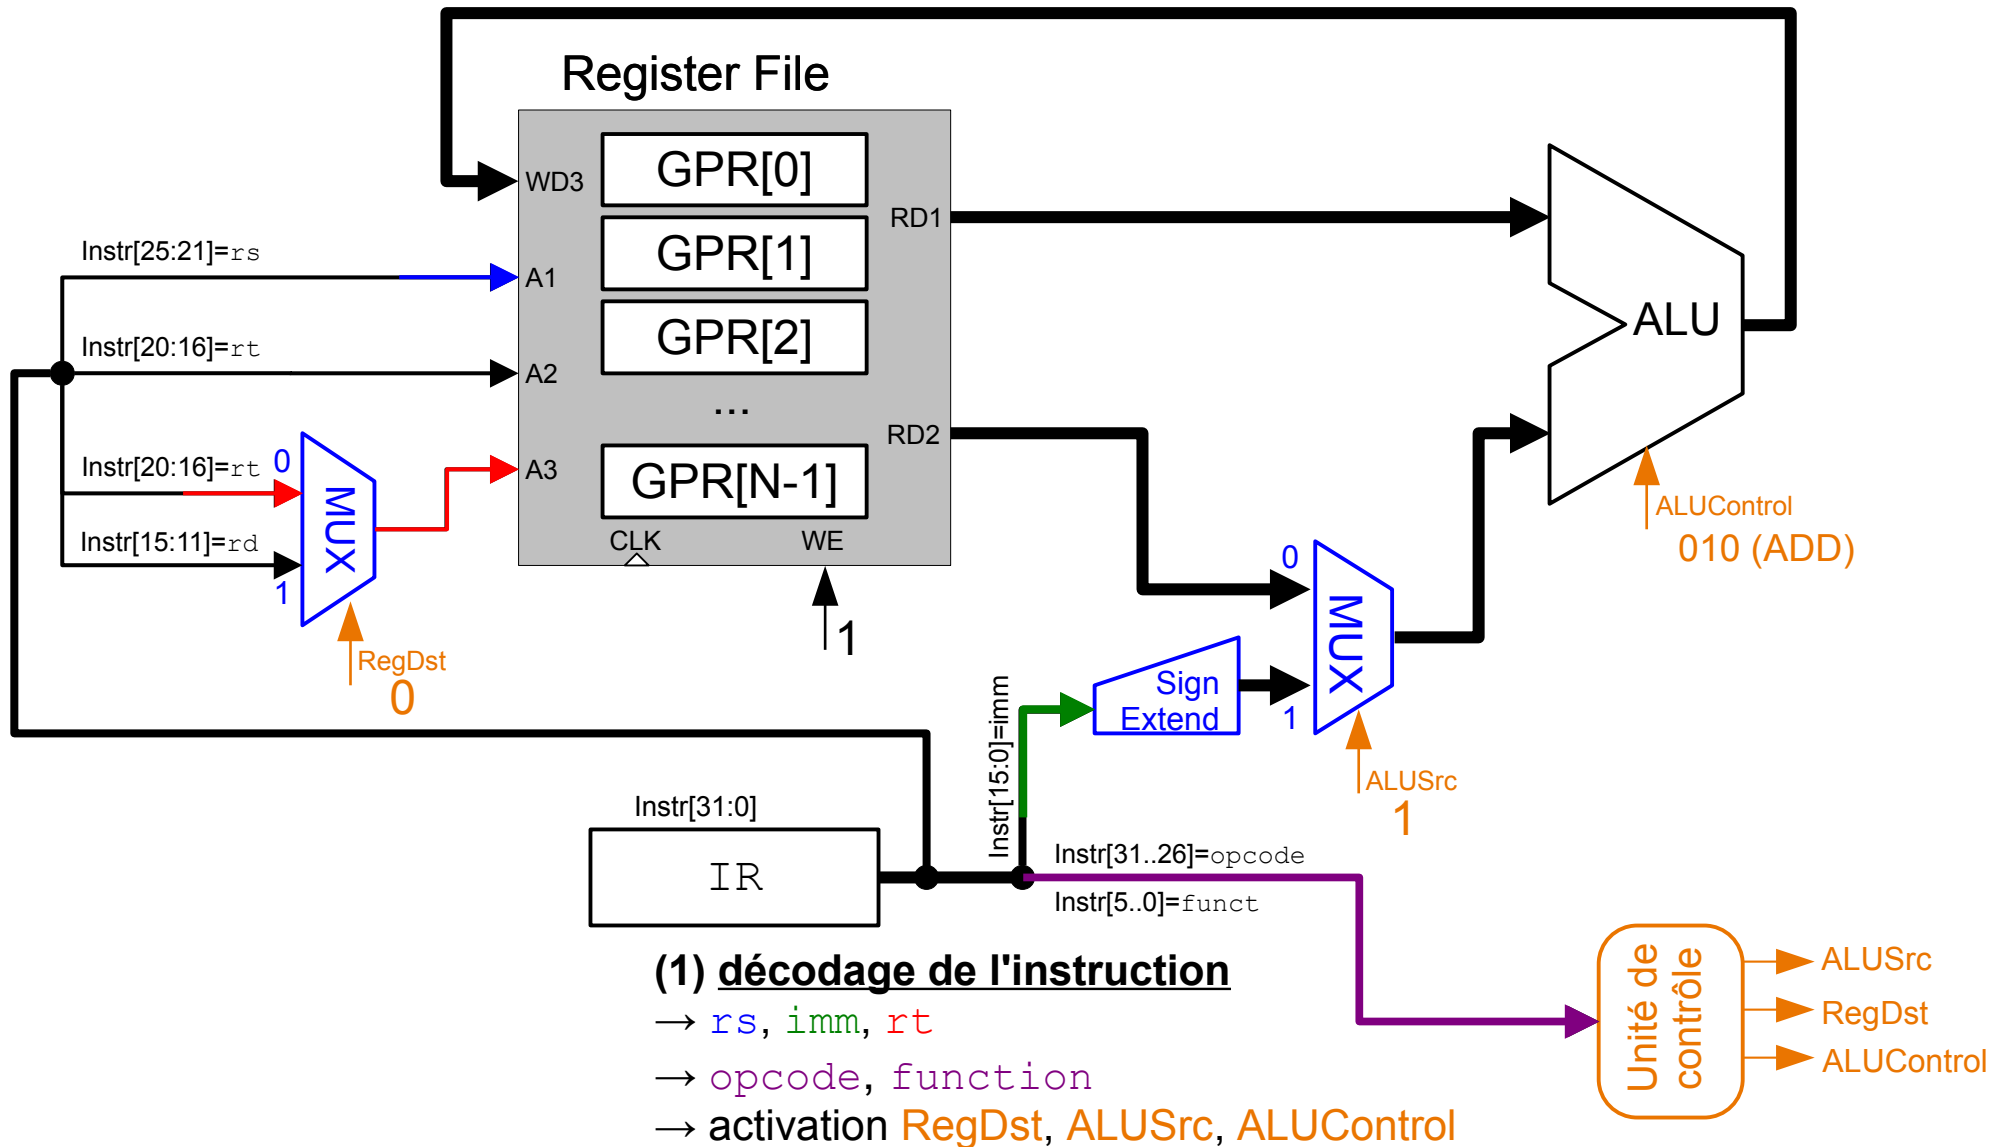 Register File
WD3
GPR[0]
RD1
Instr[25:21]=rs
A1
GPR[1]
ALU
Instr[20:16]=rt
A2
GPR[2]
...
RD2
Instr[20:16]=rt
0
MUX
A3
GPR[N-1]
ALUControl
010 (ADD)
Instr[15:11]=rd
1
CLK
WE
0
MUX
1
RegDst
0
1
Sign
Extend
Instr[15:0]=imm
ALUSrc
1
Instr[31:0]
IR
Instr[31..26]=opcode
Instr[5..0]=funct
(1) décodage de l'instruction
→ rs, imm, rt
→ opcode, function
→ activation RegDst, ALUSrc, ALUControl
Unité de
contrôle
ALUSrc
RegDst
ALUControl